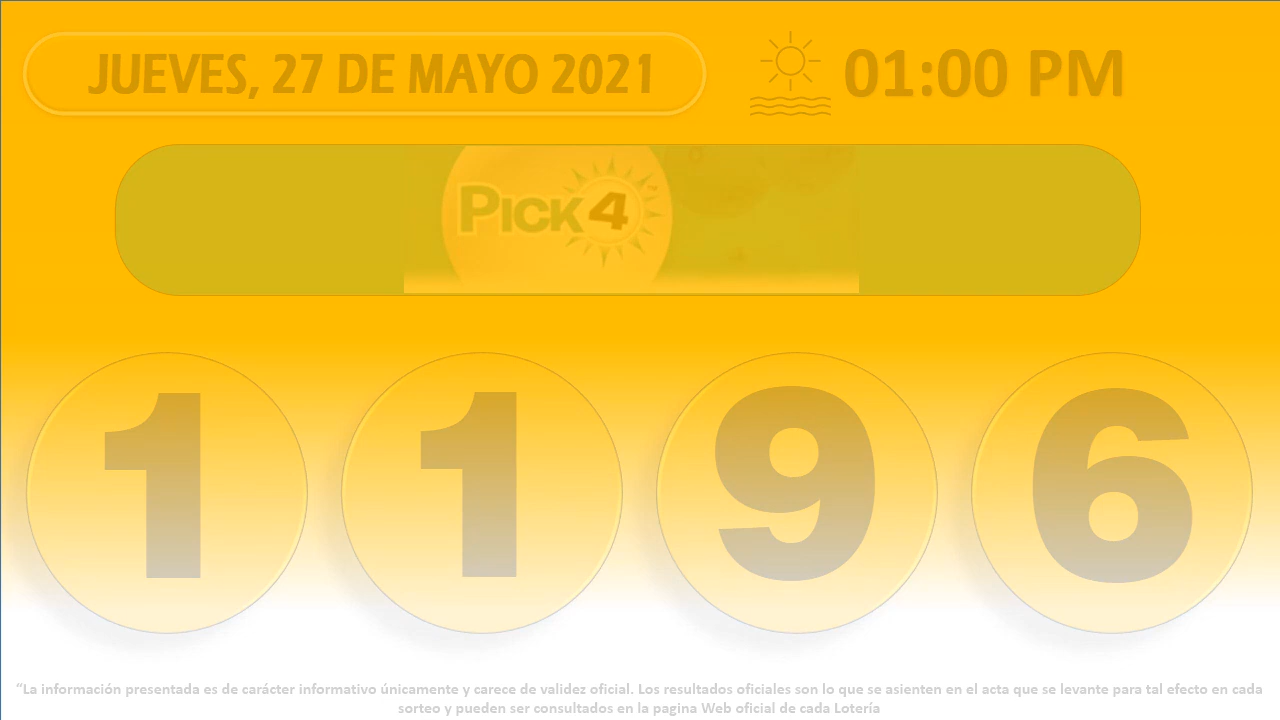 JUEVES, 27 DE MAYO 2021
01:00 PM
PICK 4
1 1 9 6
“La información presentada es de carácter informativo únicamente y carece de validez oficial. Los resultados oficiales son lo que se asienten en el acta que se levante para tal efecto en cada
sorteo y pueden ser consultados en la pagina Web oficial de cada Lotería